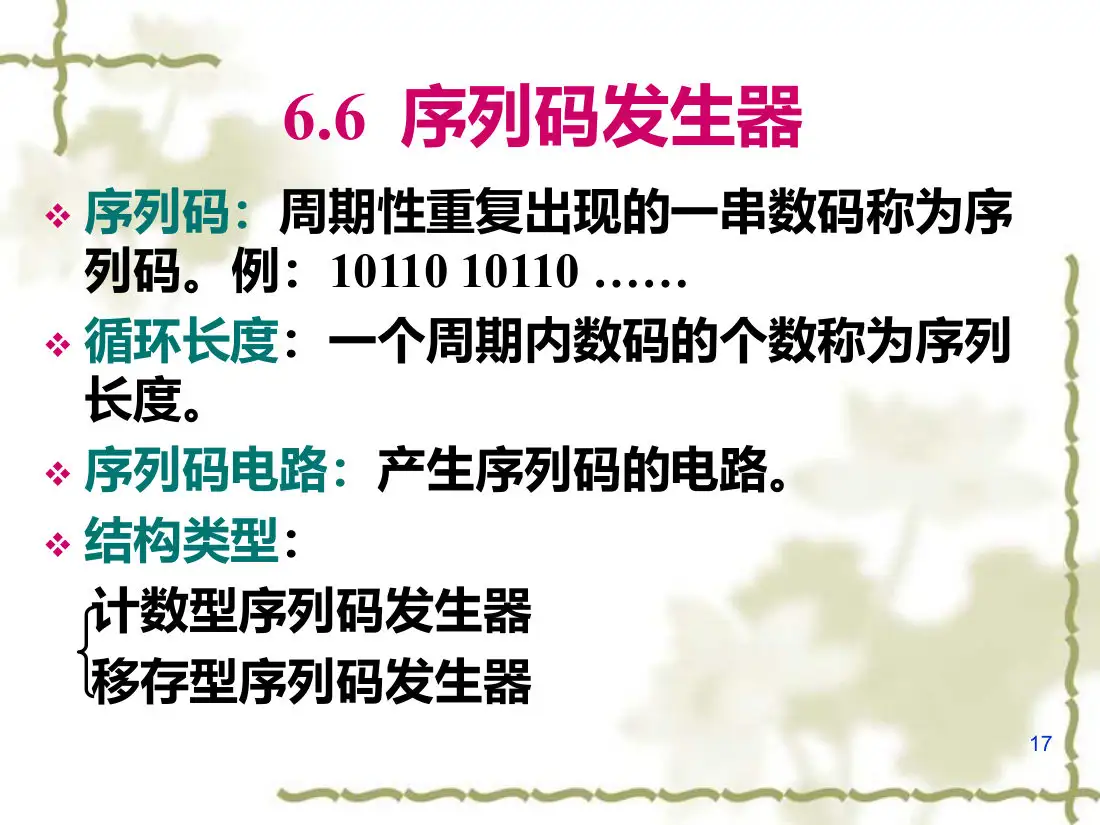 6.6 序列码发生器
序列码：周期性重复出现的一串数码称为序
列码。例：10110 10110 ……
循环长度：一个周期内数码的个数称为序列
长度。
序列码电路：产生序列码的电路。
结构类型：
计数型序列码发生器
移存型序列码发生器
17